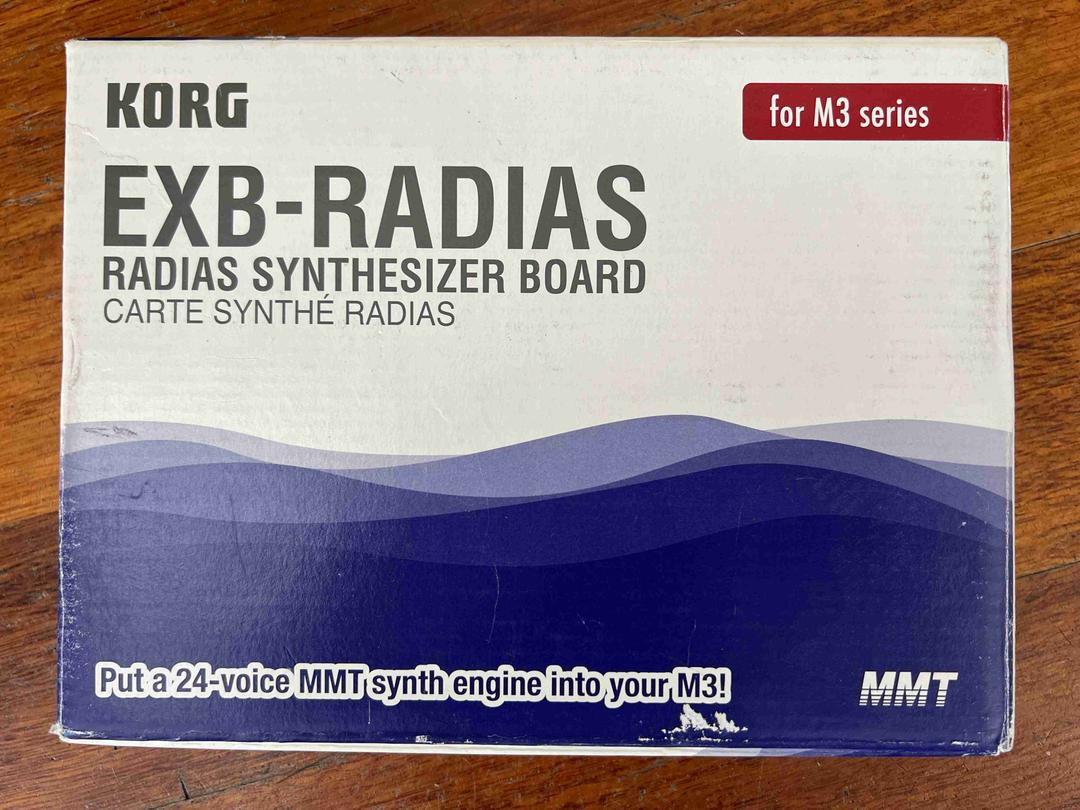 KORG
for M3 series
EXB-RADIAS
RADIAS SYNTHESIZER BOARD
CARTE SYNTHÉ RADIAS
Put a 24-voice MMT synth engine into your M3!
MMT